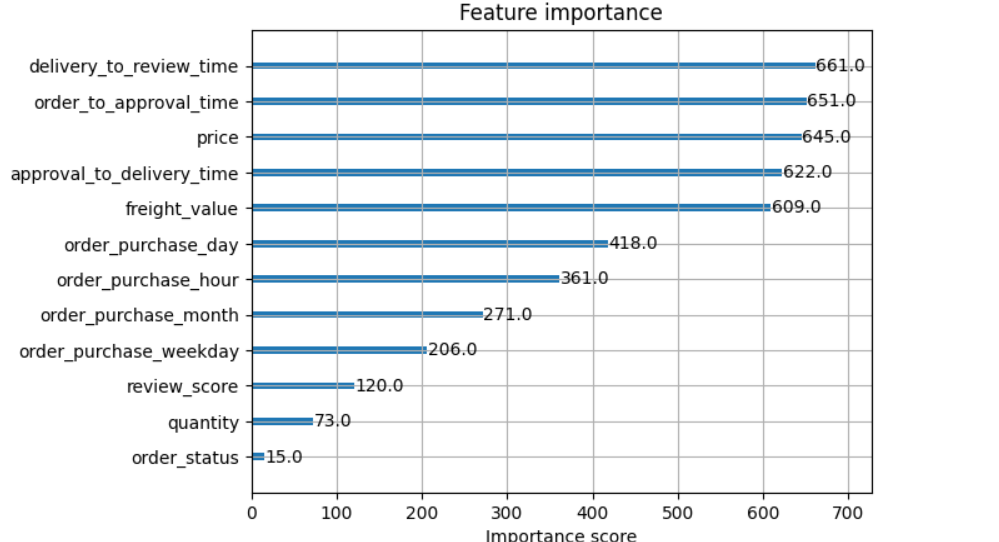 Feature importance
delivery_to_review_time 661.0
order_to_approval_time 651.0
price 645.0
approval_to_delivery_time 622.0
freight_value 609.0
order_purchase_day 418.0
order_purchase_hour 361.0
order_purchase_month 271.0
order_purchase_weekday 206.0
review_score 120.0
quantity 73.0
order_status 15.0
0 100 200 300 400 500 600 700
Importance score